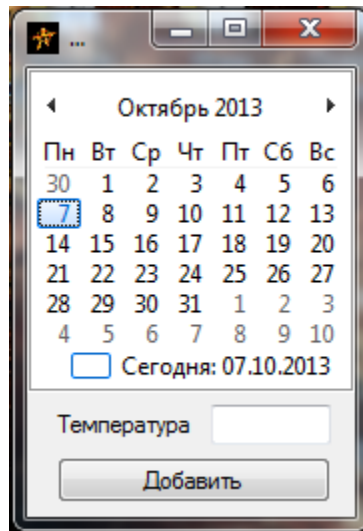 ...
Октябрь 2013
Пн Вт Ср Чт Пт Сб Вс
30 1 2 3 4 5 6
7 8 9 10 11 12 13
14 15 16 17 18 19 20
21 22 23 24 25 26 27
28 29 30 31 1 2 3
4 5 6 7 8 9 10
Сегодня: 07.10.2013
Температура
Добавить